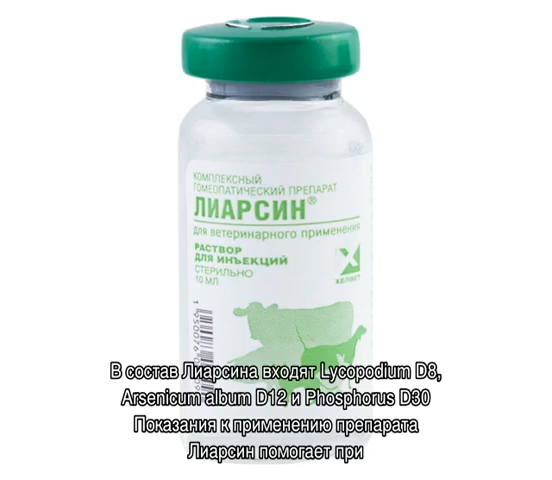 КОМПЛЕКСНЫЙ
ГОМЕОПАТИЧЕСКИЙ ПРЕПАРАТ
ЛИАРСИН®
для ветеринарного применения
РАСТВОР
ДЛЯ ИНЪЕКЦИЙ
СТЕРИЛЬНО
10 МЛ
ХЕЛВЕТ
В состав Лиарсина входят Lycopodium D8,
Arsenicum album D12 и Phosphorus D30
Показания к применению препарата
Лиарсин помогает при